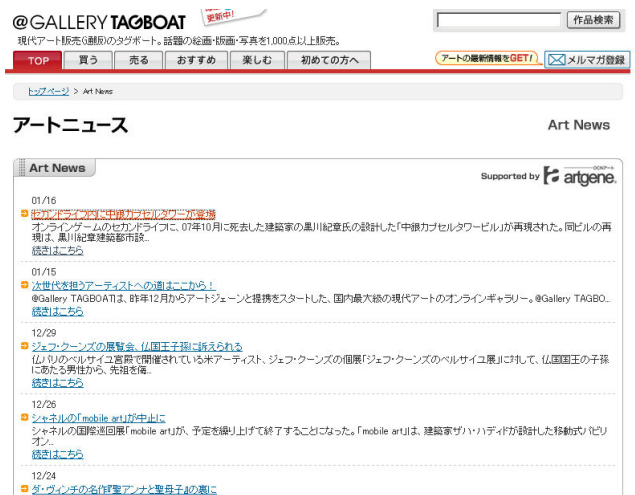 @GALLERY TAGBOAT
更新中!
作品検索
現代アート販売(通販)のタグボート。話題の絵画・版画・写真を1,000点以上販売。
TOP 買う 売る おすすめ 楽しむ 初めての方へ
アートの最新情報をGET! メルマガ登録
トップページ > Art News
アートニュース
Art News
Art News
Supported by artgene.
01/16
セカンドライフ内に中銀カプセルタワーが登場
オンラインゲームのセカンドライフに、07年10月に死去した建築家の黒川紀章氏の設計した「中銀カプセルタワービル」が再現された。同ビルの再
現は、黒川紀章建築都市設...
続きはこちら
01/15
次世代を担うアーティストへの道はここから!
@Gallery TAGBOATは、昨年12月からアートジェーンと提携をスタートした、国内最大級の現代アートのオンラインギャラリー。@Gallery TAGBO...
続きはこちら
12/29
ジェフ・クーンズの展覧会、仏国王子孫に訴えられる
仏パリのベルサイユ宮殿で開催されている米アーティスト、ジェフ・クーンズの個展「ジェフ・クーンズのベルサイユ展」に対して、仏国国王の子孫
にあたる男性から、先祖を侮...
続きはこちら
12/26
シャネルの「mobile art」が中止に
シャネルの国際巡回展「mobile art」が、予定を繰り上げて終了することになった。「mobile art」は、建築家ザハ・ハディドが設計した移動式パビリ
オン...
続きはこちら
12/24
ダ・ヴィンチの名作『聖アンナと聖母子』の裏に